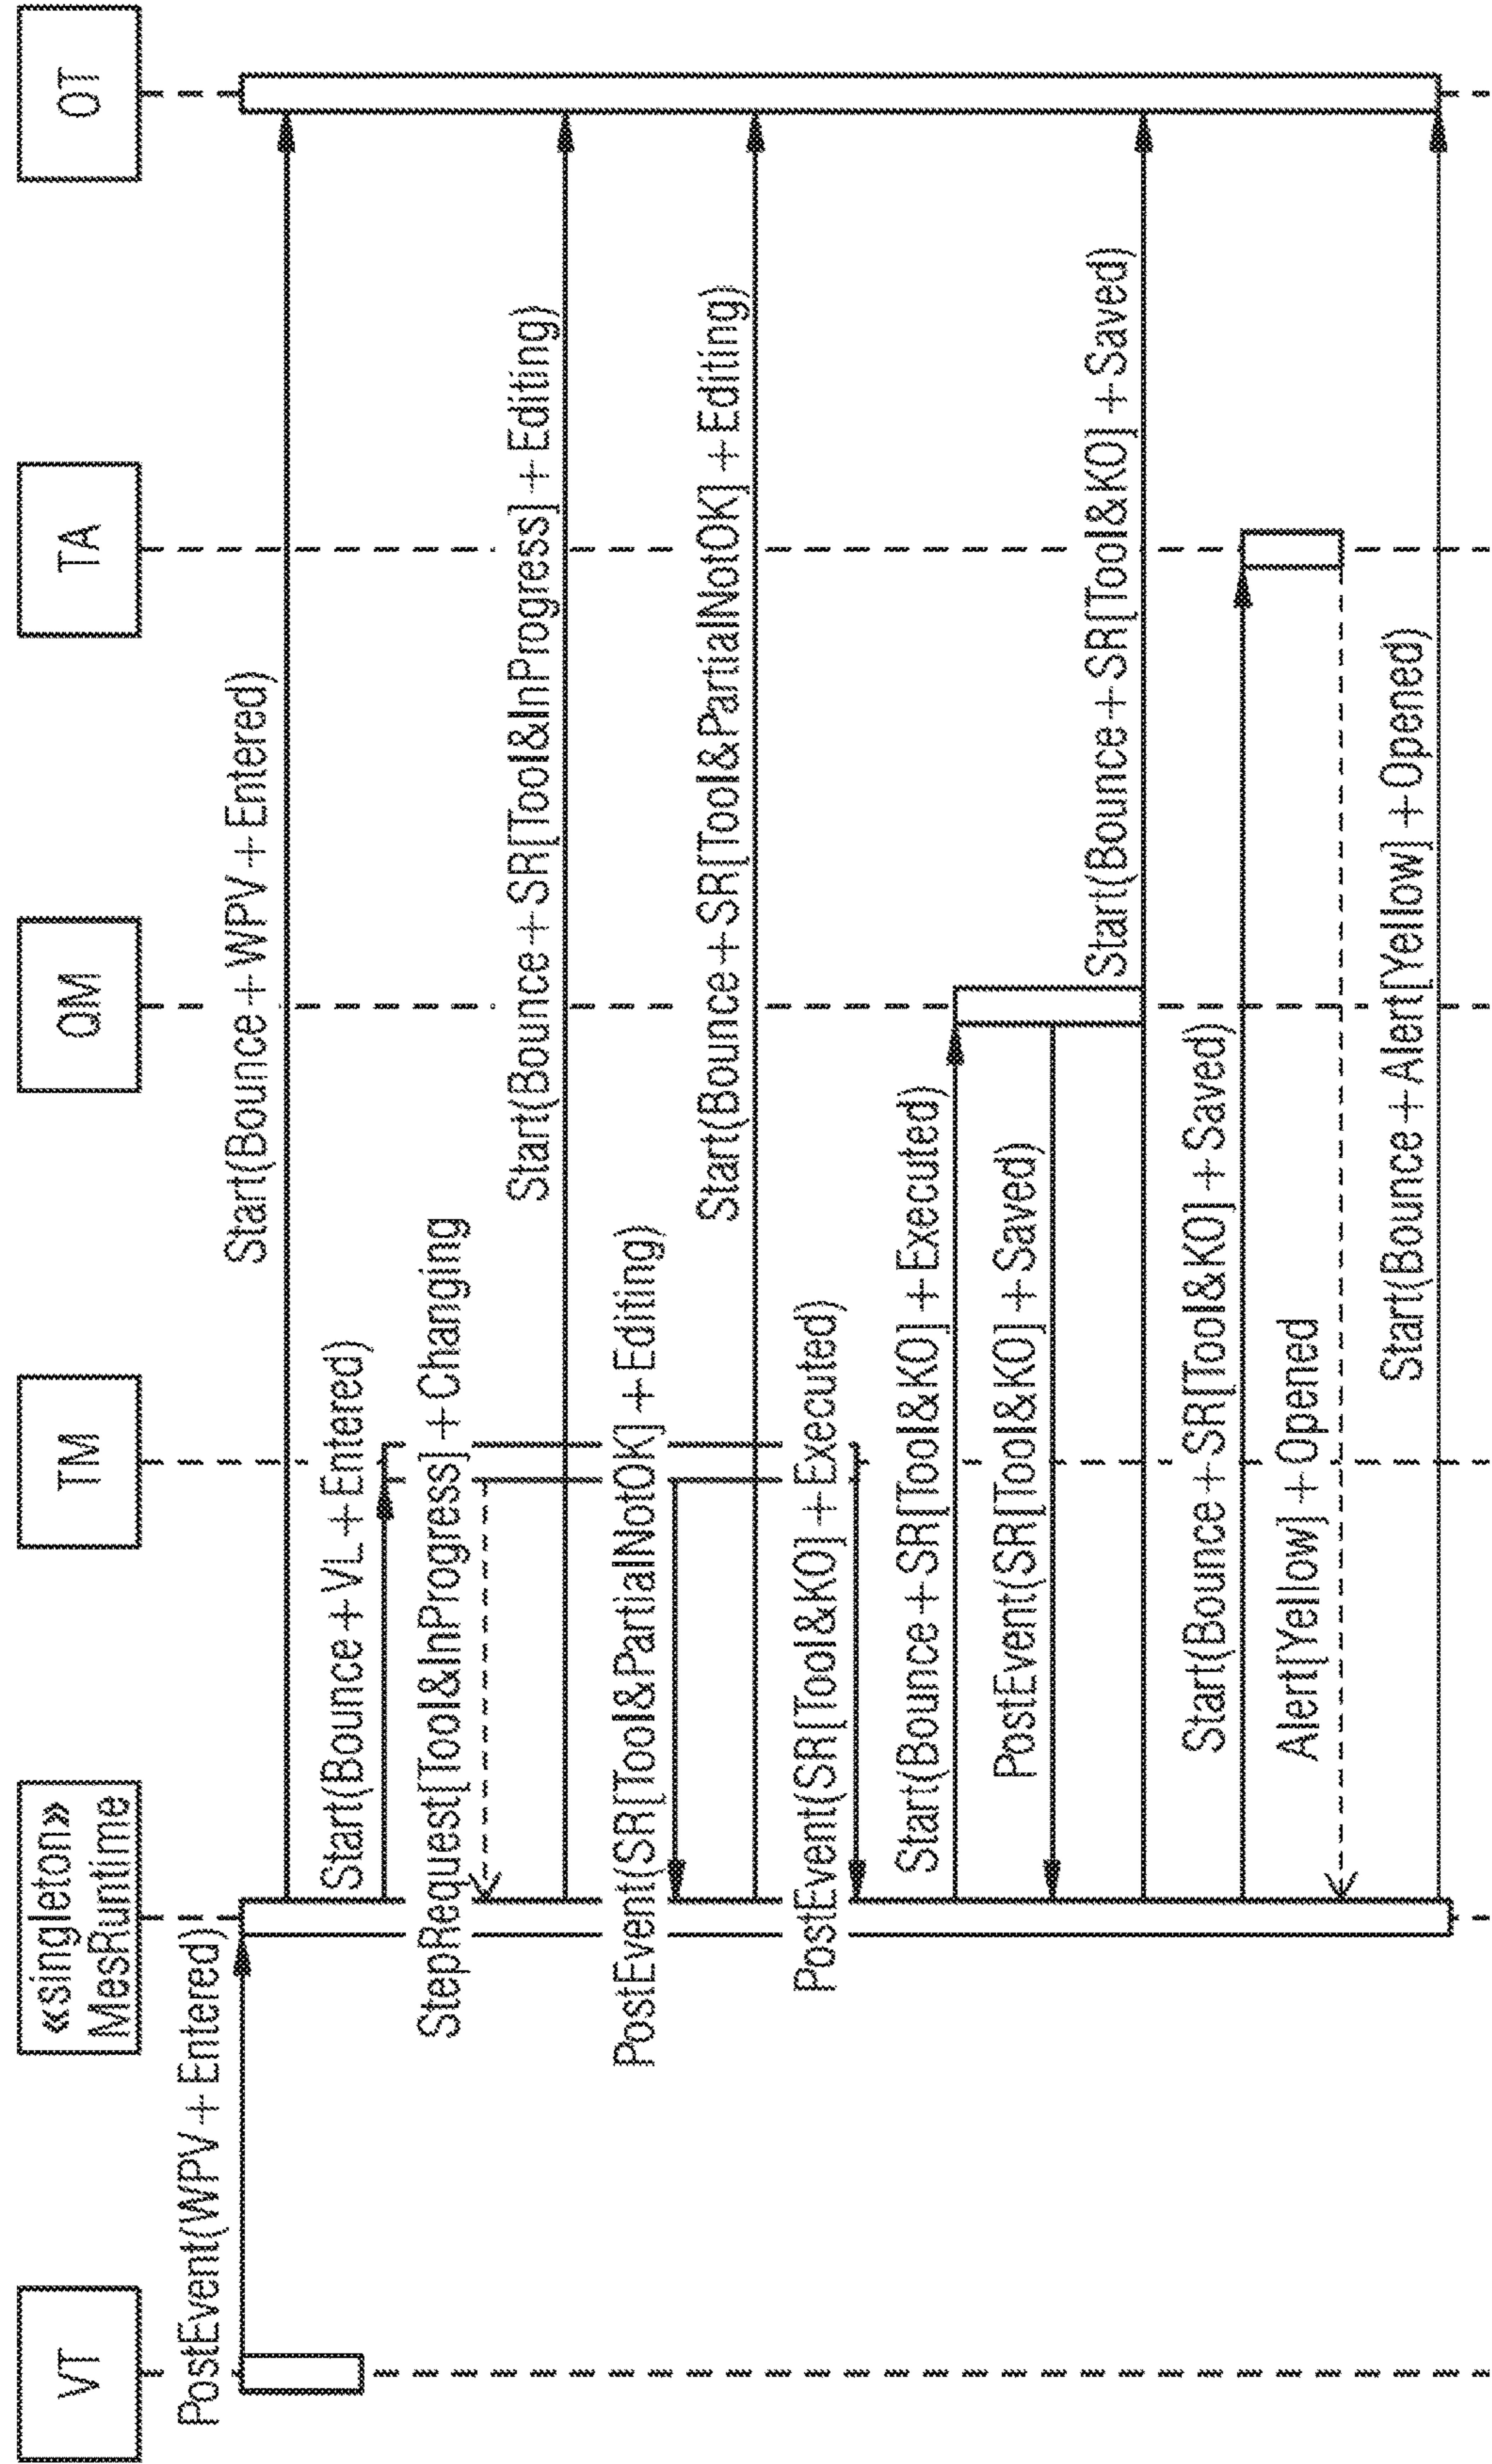 VT
«singleton»
MesRuntime
TM
QM
TA
OT
PostEvent(WPV + Entered)
Start(Bounce + WPV + Entered)
Start(Bounce + VL + Entered)
StepRequest[Tool&InProgress] + Changing
Start(Bounce + SR[Tool&InProgress] + Editing)
PostEvent(SR[Tool&PartialNotOK] + Editing)
Start(Bounce + SR[Tool&PartialNotOK] + Editing)
PostEvent(SR[Tool&KO] + Executed)
Start(Bounce + SR[Tool&KO] + Executed)
PostEvent(SR[Tool&KO] + Saved)
Start(Bounce + SR[Tool&KO] + Saved)
Start(Bounce + SR[Tool&KO] + Saved)
Alert[Yellow] + Opened
Start(Bounce + Alert[Yellow] + Opened)